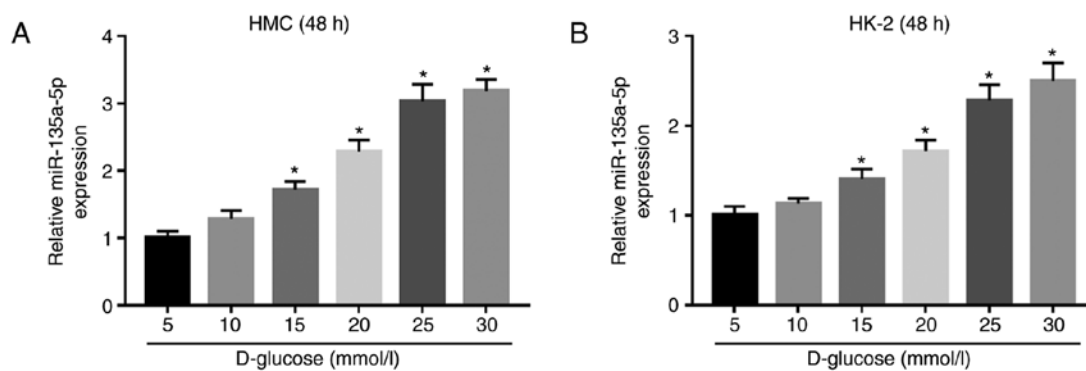 A
HMC (48 h)
Relative miR-135a-5p
expression
4
3
2
1
0
*
*
*
*
5 10 15 20 25 30
D-glucose (mmol/l)
B
HK-2 (48 h)
Relative miR-135a-5p
expression
3
2
1
0
*
*
*
*
5 10 15 20 25 30
D-glucose (mmol/l)